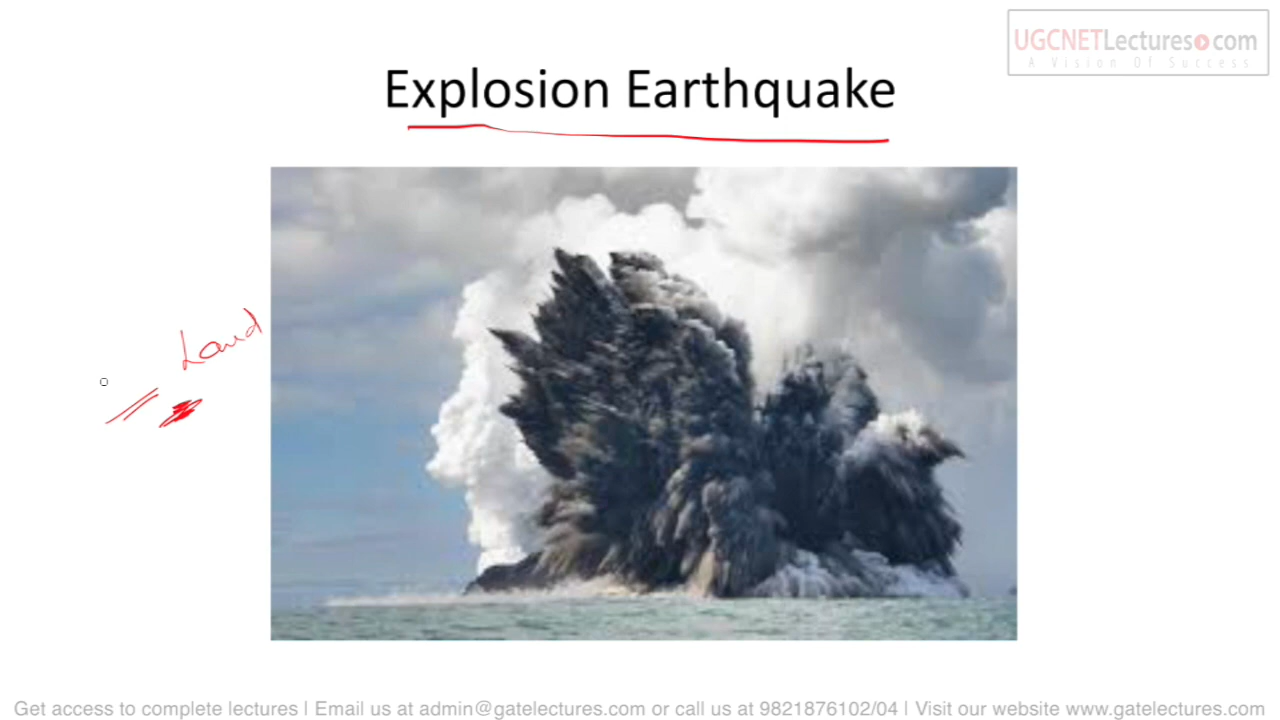 UGCNETLectures.com
A Vision Of Success
Explosion Earthquake
Land
Get access to complete lectures | Email us at admin@gatelectures.com or call us at 9821876102/04 | Visit our website www.gatelectures.com